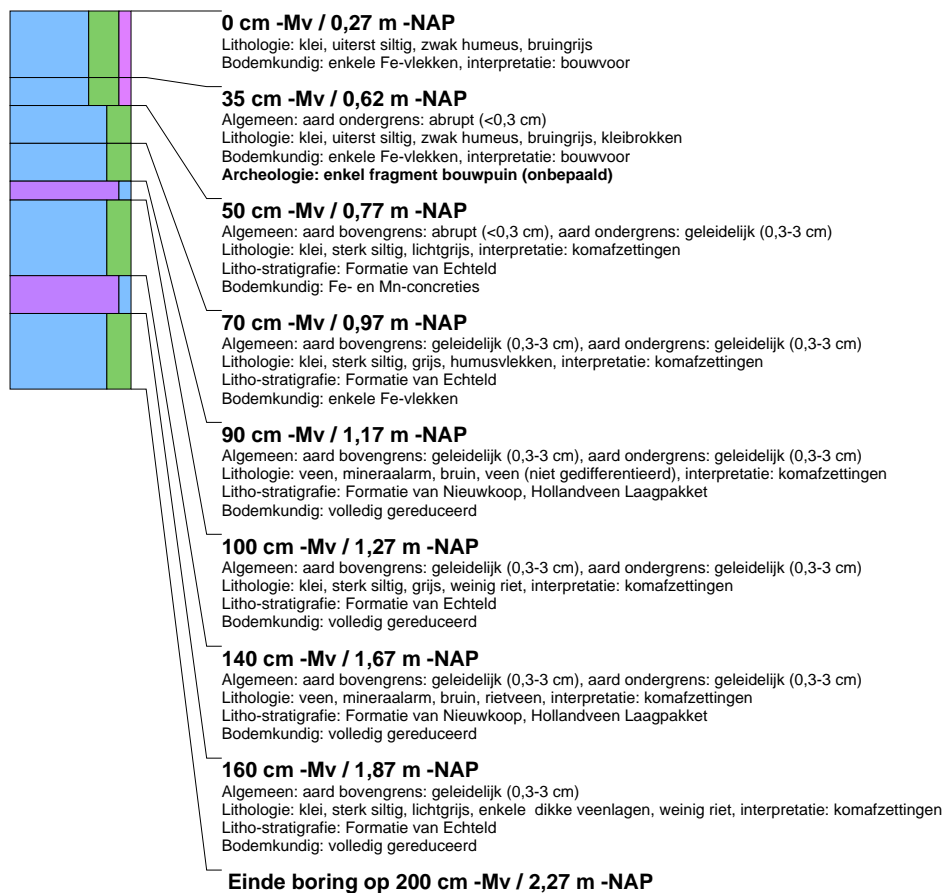 0 cm -Mv / 0,27 m -NAP
Lithologie: klei, uiterst siltig, zwak humeus, bruingrijs
Bodemkundig: enkele Fe-vlekken, interpretatie: bouwvoor
35 cm -Mv / 0,62 m -NAP
Algemeen: aard ondergrens: abrupt (<0,3 cm)
Lithologie: klei, uiterst siltig, zwak humeus, bruingrijs, kleibrokken
Bodemkundig: enkele Fe-vlekken, interpretatie: bouwvoor
Archeologie: enkel fragment bouwpuin (onbepaald)
50 cm -Mv / 0,77 m -NAP
Algemeen: aard bovengrens: abrupt (<0,3 cm), aard ondergrens: geleidelijk (0,3-3 cm)
Lithologie: klei, sterk siltig, lichtgrijs, interpretatie: komafzettingen
Litho-stratigrafie: Formatie van Echteld
Bodemkundig: Fe- en Mn-concreties
70 cm -Mv / 0,97 m -NAP
Algemeen: aard bovengrens: geleidelijk (0,3-3 cm), aard ondergrens: geleidelijk (0,3-3 cm)
Lithologie: klei, sterk siltig, grijs, humusvlekken, interpretatie: komafzettingen
Litho-stratigrafie: Formatie van Echteld
Bodemkundig: enkele Fe-vlekken
90 cm -Mv / 1,17 m -NAP
Algemeen: aard bovengrens: geleidelijk (0,3-3 cm), aard ondergrens: geleidelijk (0,3-3 cm)
Lithologie: veen, mineraalarm, bruin, veen (niet gedifferentieerd), interpretatie: komafzettingen
Litho-stratigrafie: Formatie van Nieuwkoop, Hollandveen Laagpakket
Bodemkundig: volledig gereduceerd
100 cm -Mv / 1,27 m -NAP
Algemeen: aard bovengrens: geleidelijk (0,3-3 cm), aard ondergrens: geleidelijk (0,3-3 cm)
Lithologie: klei, sterk siltig, grijs, weinig riet, interpretatie: komafzettingen
Litho-stratigrafie: Formatie van Echteld
Bodemkundig: volledig gereduceerd
140 cm -Mv / 1,67 m -NAP
Algemeen: aard bovengrens: geleidelijk (0,3-3 cm), aard ondergrens: geleidelijk (0,3-3 cm)
Lithologie: veen, mineraalarm, bruin, rietveen, interpretatie: komafzettingen
Litho-stratigrafie: Formatie van Nieuwkoop, Hollandveen Laagpakket
Bodemkundig: volledig gereduceerd
160 cm -Mv / 1,87 m -NAP
Algemeen: aard bovengrens: geleidelijk (0,3-3 cm)
Lithologie: klei, sterk siltig, lichtgrijs, enkele dikke veenlagen, weinig riet, interpretatie: komafzettingen
Litho-stratigrafie: Formatie van Echteld
Bodemkundig: volledig gereduceerd
Einde boring op 200 cm -Mv / 2,27 m -NAP